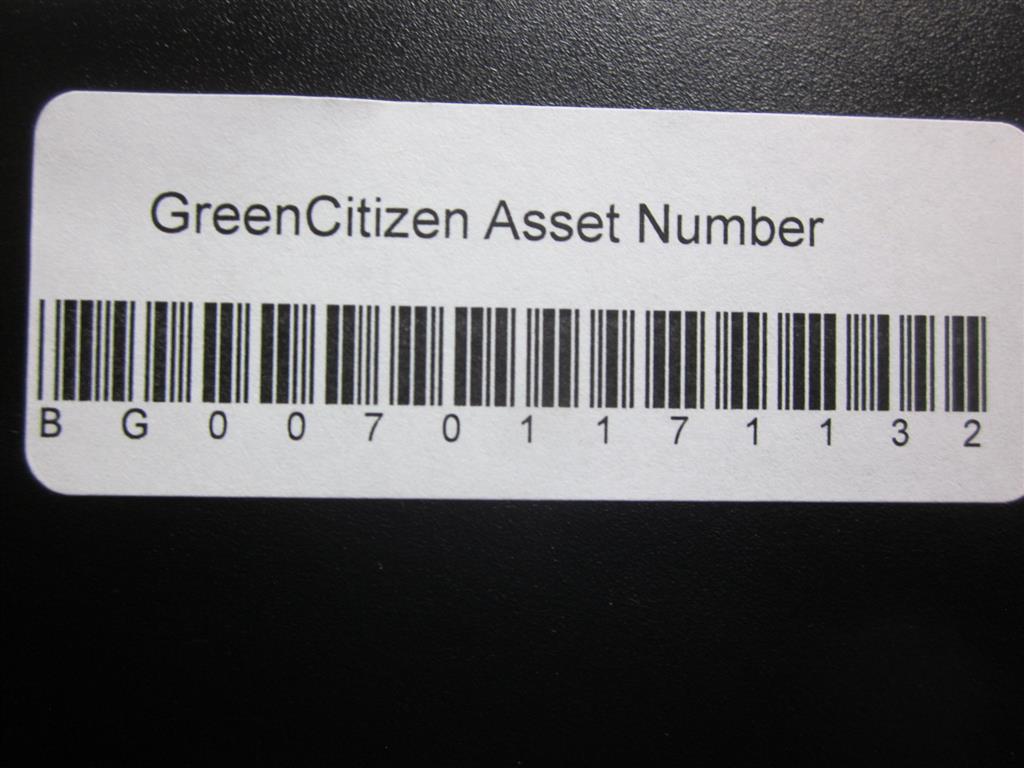 GreenCitizen Asset Number
B G 0 0 7 0 1 1 7 1 1 3 2